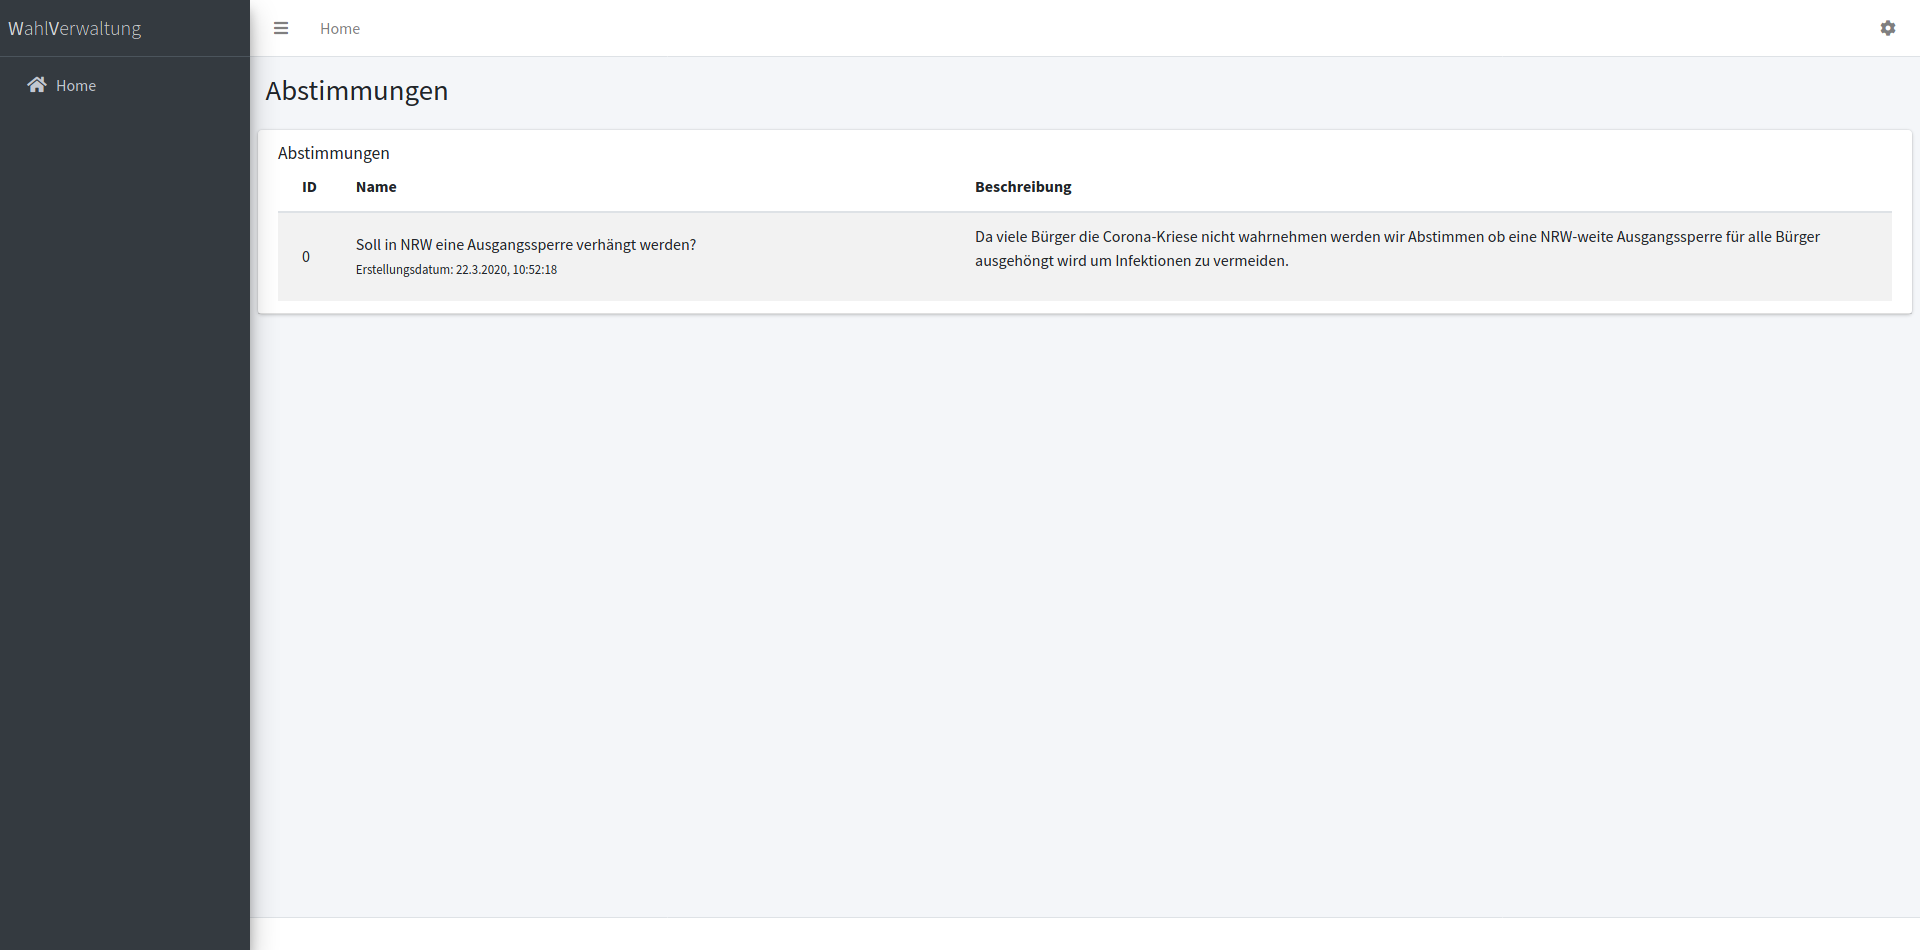 WahlVerwaltung
Home
Home
Abstimmungen
Abstimmungen
ID Name Beschreibung
0
Soll in NRW eine Ausgangssperre verhängt werden?
Erstellungsdatum: 22.3.2020, 10:52:18
Da viele Bürger die Corona-Kriese nicht wahrnehmen werden wir Abstimmen ob eine NRW-weite Ausgangssperre für alle Bürger
ausgehöngt wird um Infektionen zu vermeiden.